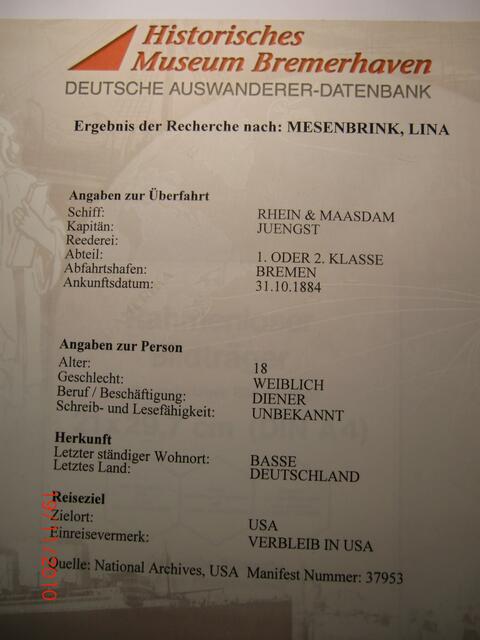 Historisches
Museum Bremerhaven
DEUTSCHE AUSWANDERER-DATENBANK
Ergebnis der Recherche nach: MESENBRINK, LINA
Angaben zur Überfahrt
Schiff: RHEIN & MAASDAM
Kapitän: JUENGST
Reederei:
Abteil: 1. ODER 2. KLASSE
Abfahrtshafen: BREMEN
Ankunftsdatum: 31.10.1884
Angaben zur Person
Alter: 18
Geschlecht: WEIBLICH
Beruf / Beschäftigung: DIENER
Schreib- und Lesefähigkeit: UNBEKANNT
Herkunft
Letzter ständiger Wohnort: BASSE
Letztes Land: DEUTSCHLAND
Reiseziel
Zielort: USA
Einreisevermerk: VERBLEIB IN USA
Quelle: National Archives, USA Manifest Nummer: 37953
19/11/2010